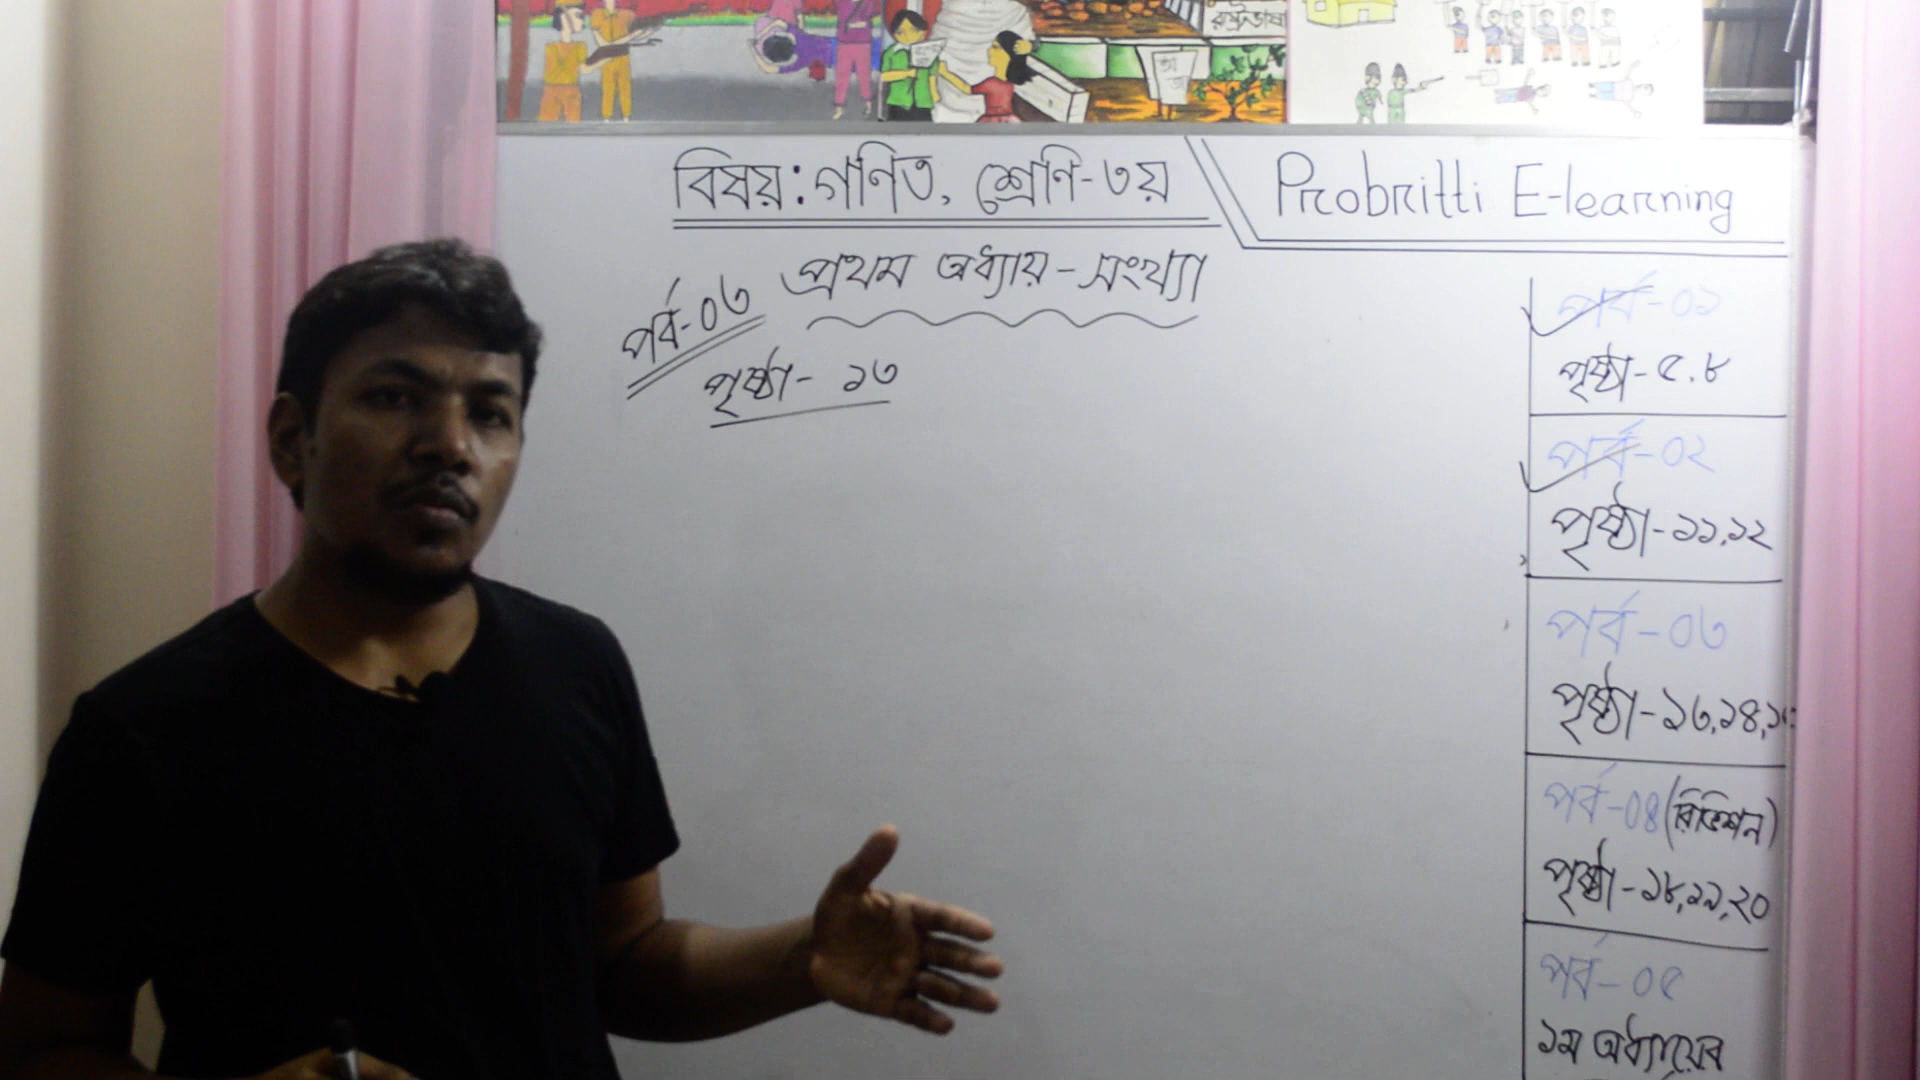 রাষ্ট্রভাষা
বিষয়: গণিত, শ্রেণি-৩য়
Probritti E-learning
প্রথম অধ্যায় - সংখ্যা
পর্ব-০৩
পৃষ্ঠা- ১৩
পর্ব-০১
পৃষ্ঠা-৫,৮
পর্ব-০২
পৃষ্ঠা-১১,১২
পর্ব-০৩
পৃষ্ঠা-১৩,১৪,
পর্ব-০৪ (রিভিশন)
পৃষ্ঠা-১৮,১৯,২০
পর্ব-০৫
১ম অধ্যায়ের